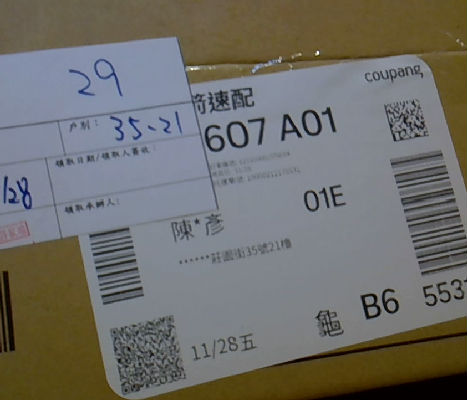 29
戶別：
35-21
領取日期/領取人簽收：
/28
領取承辦人：
coupang
箭速配
607 A01
01E
陳*彥
******莊園街35號21樓
龜
B6
553
11/28五